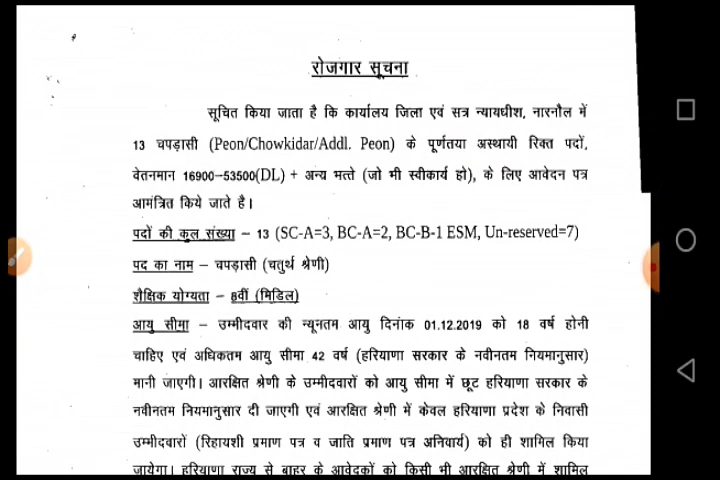 रोजगार सूचना
सूचित किया जाता है कि कार्यालय जिला एवं सत्र न्यायधीश, नारनौल में
13 चपड़ासी (Peon/Chowkidar/Addl. Peon) के पूर्णतया अस्थायी रिक्त पदों,
वेतनमान 16900-53500(DL) + अन्य भत्ते (जो भी स्वीकार्य हो), के लिए आवेदन पत्र
आमंत्रित किये जाते है।
पदों की कुल संख्या – 13 (SC-A=3, BC-A=2, BC-B-1 ESM, Un-reserved=7)
पद का नाम – चपड़ासी (चतुर्थ श्रेणी)
शैक्षिक योग्यता – 8वीं (मिडिल)
आयु सीमा – उम्मीदवार की न्यूनतम आयु दिनांक 01.12.2019 को 18 वर्ष होनी
चाहिए एवं अधिकतम आयु सीमा 42 वर्ष (हरियाणा सरकार के नवीनतम नियमानुसार)
मानी जाएगी। आरक्षित श्रेणी के उम्मीदवारों को आयु सीमा में छूट हरियाणा सरकार के
नवीनतम नियमानुसार दी जाएगी एवं आरक्षित श्रेणी में केवल हरियाणा प्रदेश के निवासी
उम्मीदवारों (रिहायशी प्रमाण पत्र व जाति प्रमाण पत्र अनिवार्य) को ही शामिल किया
जायेगा। हरियाणा राज्य से बाहर के आवेदकों को किसी भी आरक्षित श्रेणी में शामिल